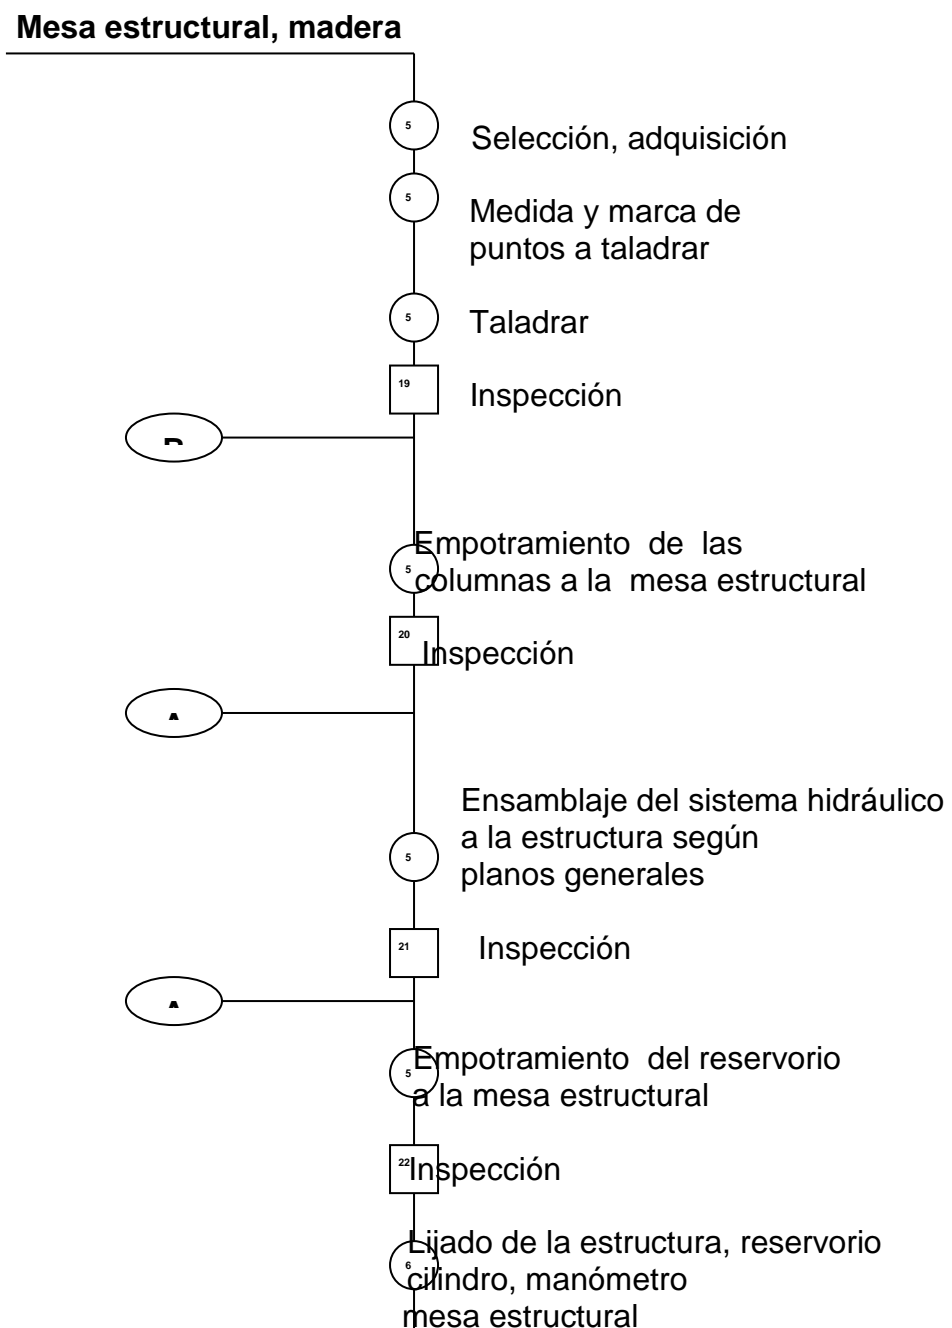 Mesa estructural, madera
5
Selección, adquisición
5
Medida y marca de
puntos a taladrar
5
Taladrar
19
Inspección
5
Empotramiento de las
columnas a la mesa estructural
20
Inspección
Ensamblaje del sistema hidráulico
a la estructura según
planos generales
5
21
Inspección
5
Empotramiento del reservorio
a la mesa estructural
22
Inspección
Lijado de la estructura, reservorio
6
cilindro, manómetro
mesa estructural